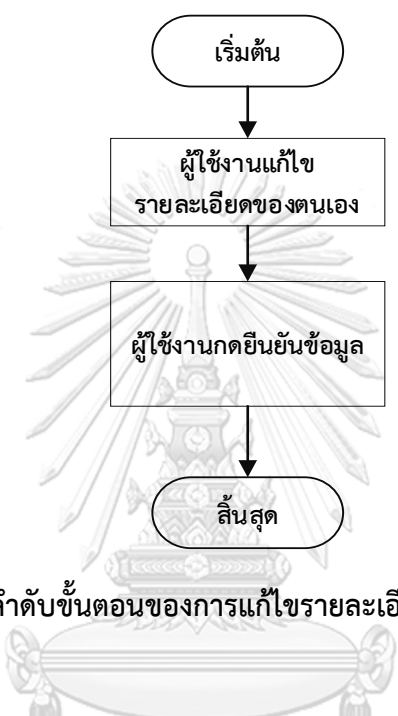 เริ่มต้น
ผู้ใช้งานแก้ไข
รายละเอียดของตนเอง
ผู้ใช้งานกดยืนยันข้อมูล
สิ้นสุด
ลำดับขั้นตอนของการแก้ไขรายละเอี